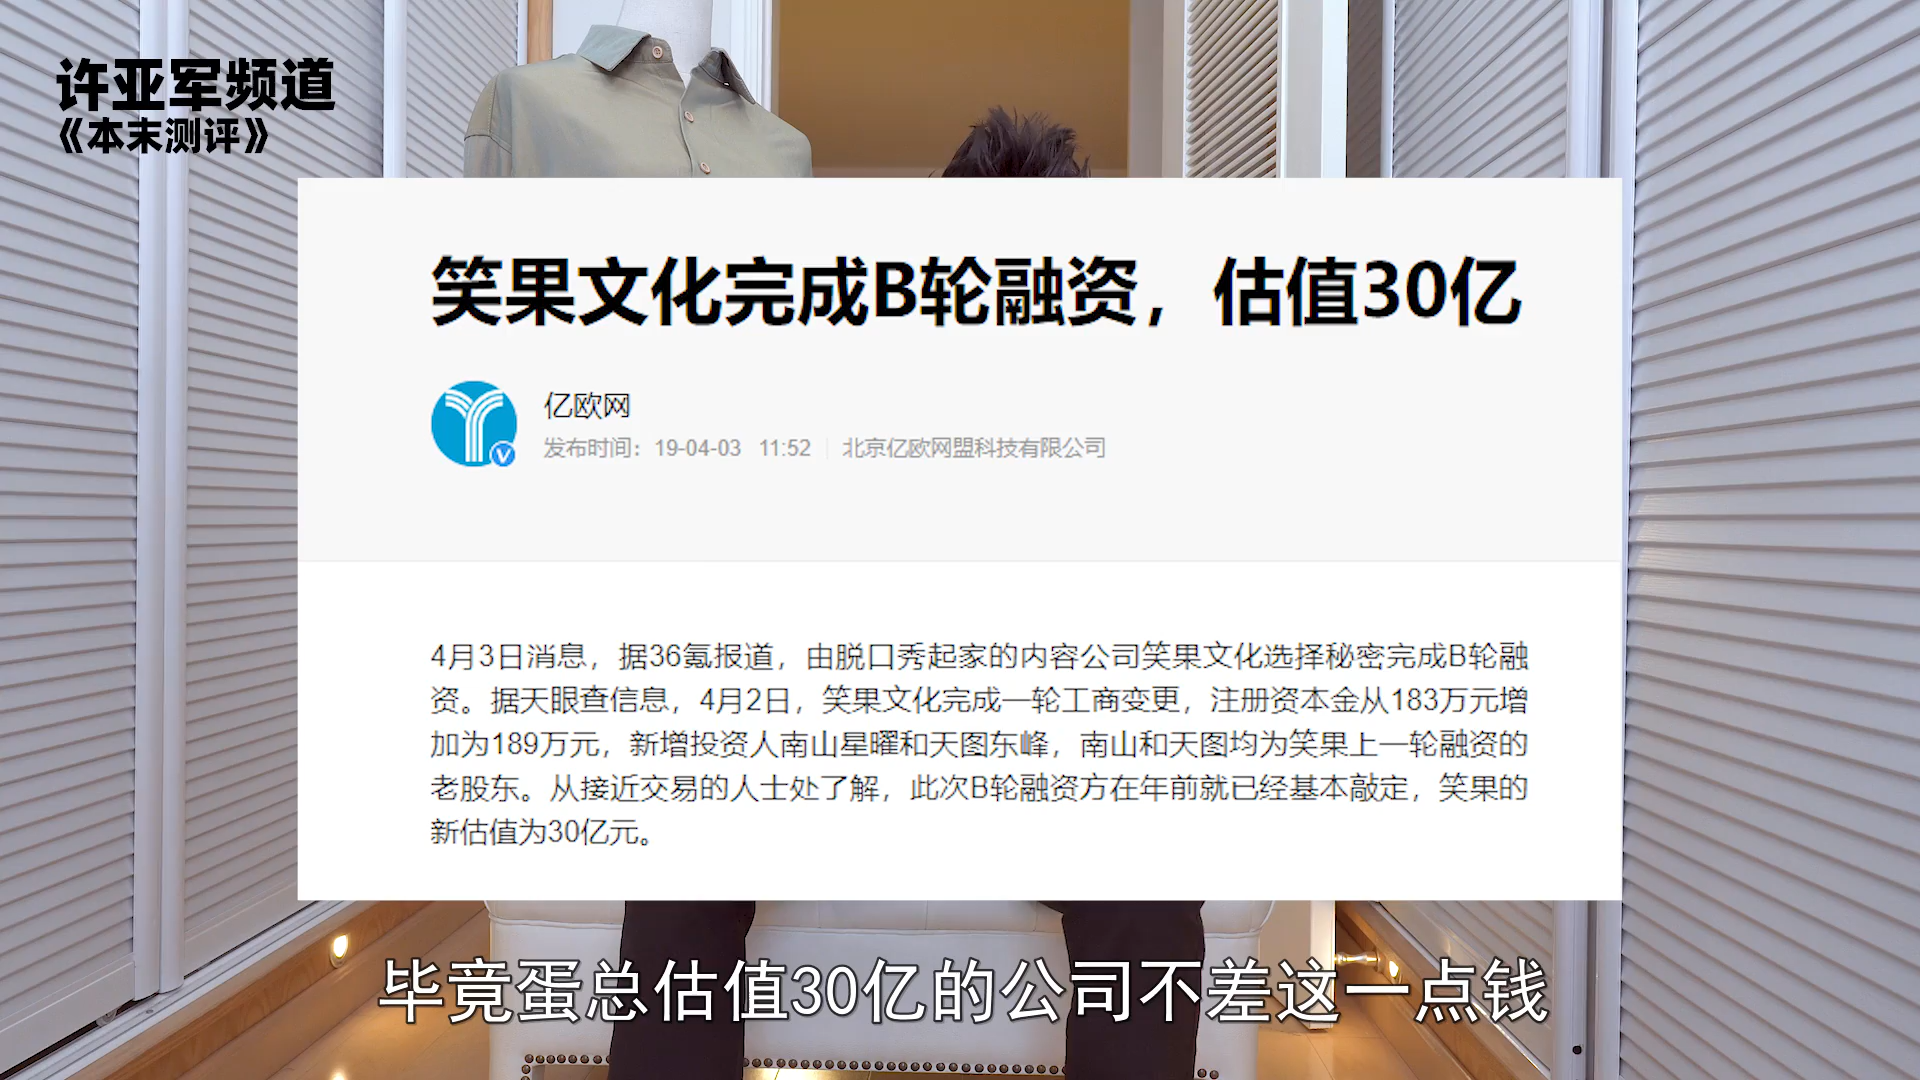 许亚军频道
《本末测评》
笑果文化完成B轮融资，估值30亿
亿欧网
发布时间：19-04-03 11:52 北京亿欧网盟科技有限公司
4月3日消息，据36氪报道，由脱口秀起家的内容公司笑果文化选择秘密完成B轮融
资。据天眼查信息，4月2日，笑果文化完成一轮工商变更，注册资本金从183万元增
加为189万元，新增投资人南山星曜和天图东峰，南山和天图均为笑果上一轮融资的
老股东。从接近交易的人士处了解，此次B轮融资方在年前就已经基本敲定，笑果的
新估值为30亿元。
毕竟蛋总估值30亿的公司不差这一点钱